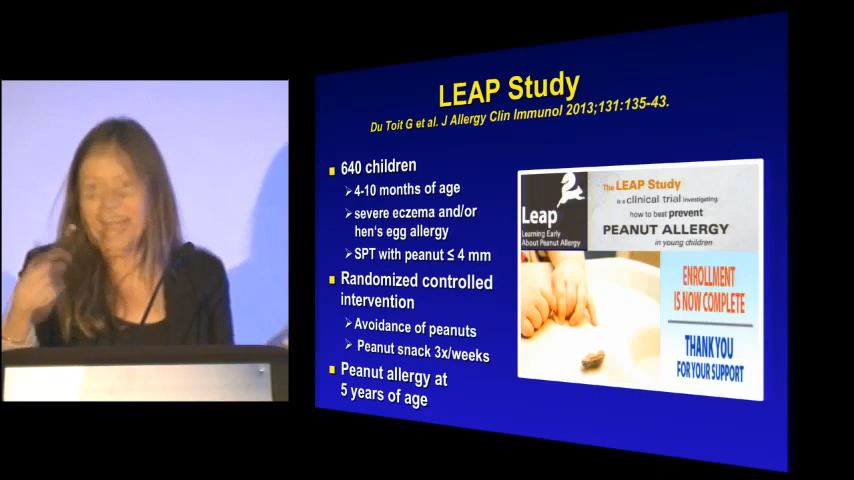 LEAP Study
Du Toit G et al. J Allergy Clin Immunol 2013;131:135-43.
640 children
4-10 months of age
severe eczema and/or
hen's egg allergy
SPT with peanut ≤ 4 mm
Randomized controlled
intervention
Avoidance of peanuts
Peanut snack 3x/weeks
Peanut allergy at
5 years of age
Leap
Learning Early
About Peanut Allergy
The LEAP Study
is a clinical trial investigating
how to best prevent
PEANUT ALLERGY
in young children
ENROLLMENT
IS NOW COMPLETE
THANK YOU
FOR YOUR SUPPORT